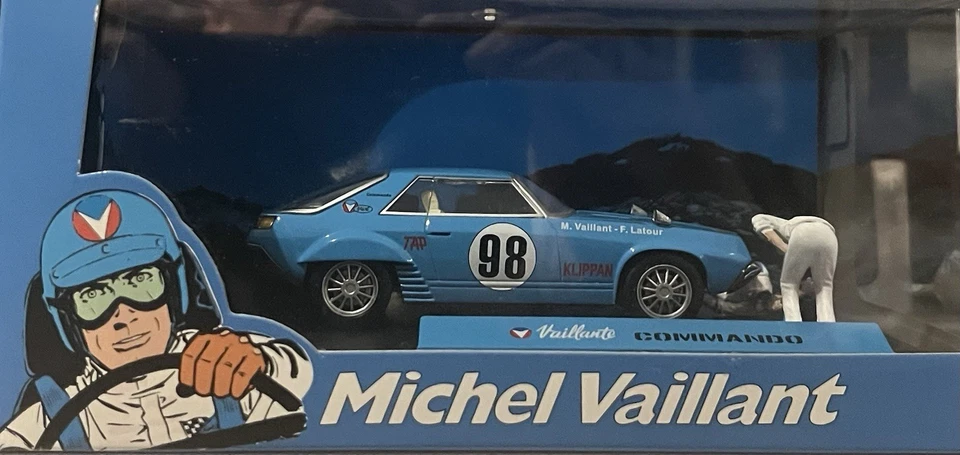 M. Vaillant - F. Latour
TAP
98
KLIPPAN
Vaillante COMMANDO
Michel Vaillant